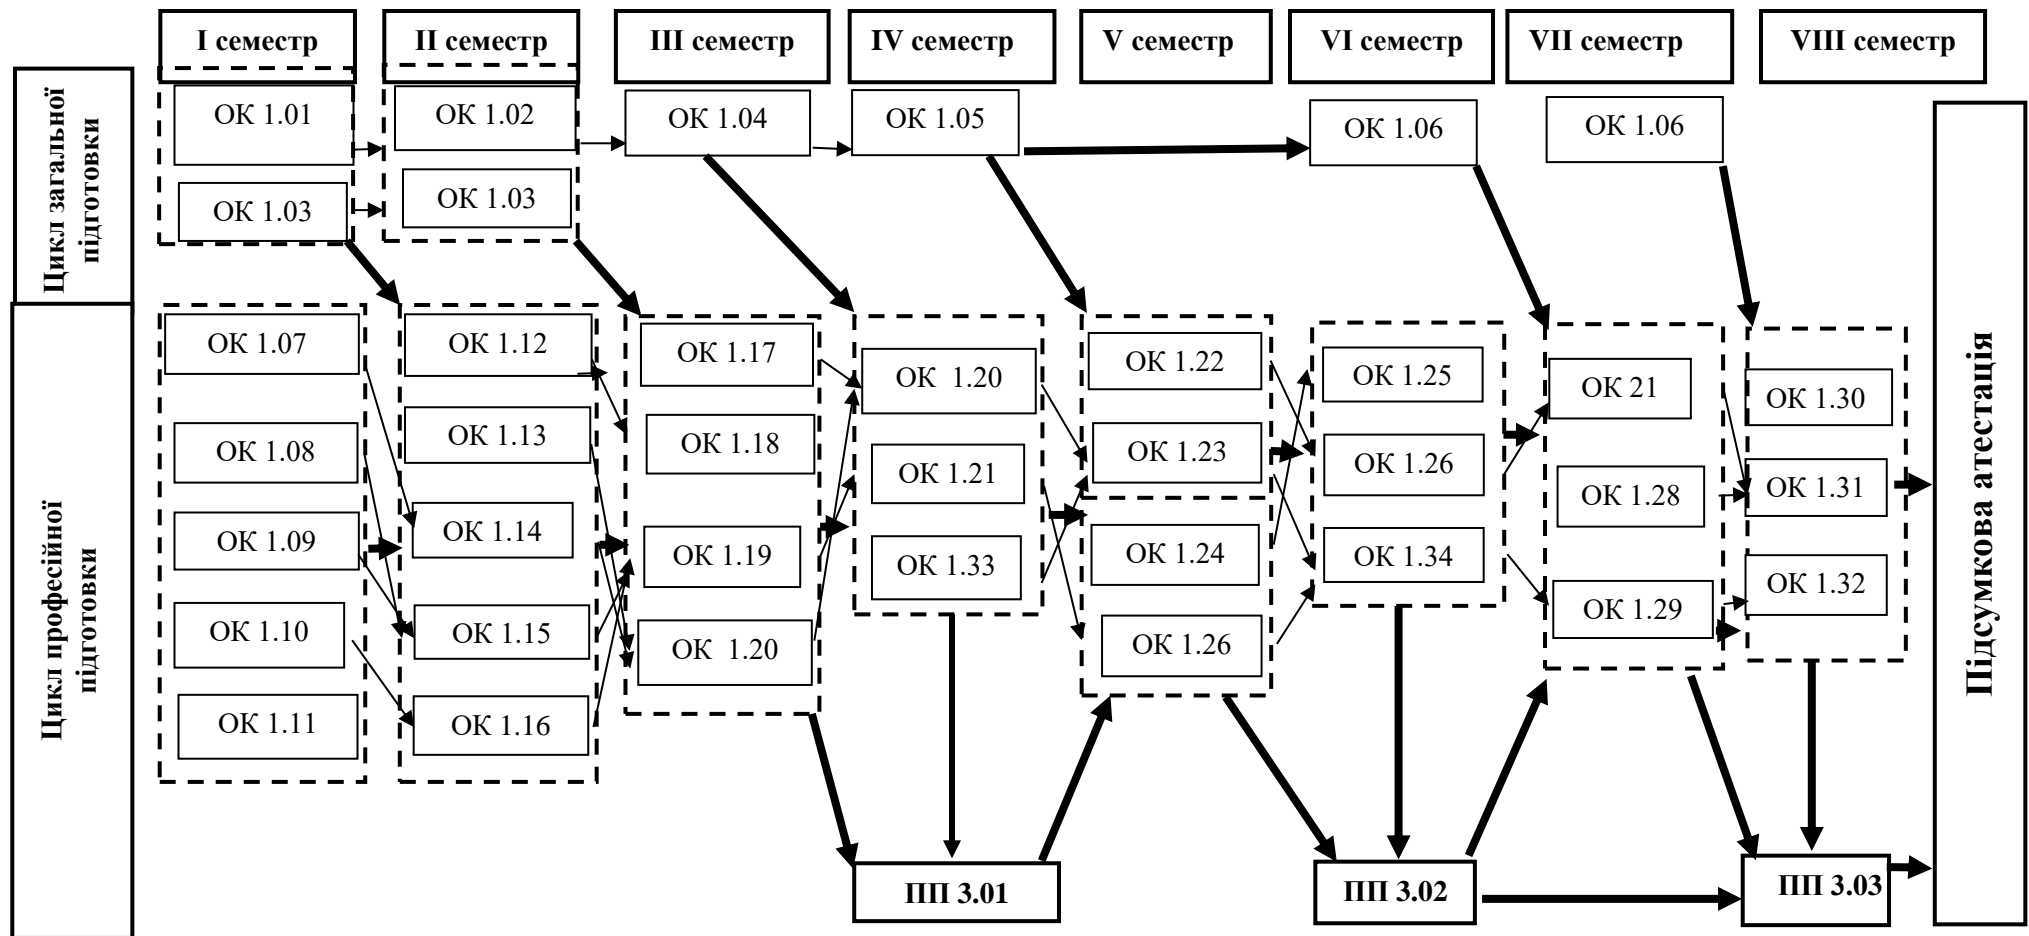 І семестр
ІІ семестр
ІІІ семестр
IV семестр
V семестр
VI семестр
VII семестр
VIII семестр
Цикл загальної
підготовки
ОК 1.01
ОК 1.02
ОК 1.04
ОК 1.05
ОК 1.06
ОК 1.06
ОК 1.03
ОК 1.03
Цикл професійної
підготовки
ОК 1.07
ОК 1.08
ОК 1.09
ОК 1.10
ОК 1.11
ОК 1.12
ОК 1.13
ОК 1.14
ОК 1.15
ОК 1.16
ОК 1.17
ОК 1.18
ОК 1.19
ОК 1.20
ОК 1.20
ОК 1.21
ОК 1.33
ОК 1.22
ОК 1.23
ОК 1.24
ОК 1.26
ОК 1.25
ОК 1.26
ОК 1.34
ОК 21
ОК 1.28
ОК 1.29
ОК 1.30
ОК 1.31
ОК 1.32
ПП 3.01
ПП 3.02
ПП 3.03
Підсумкова атестація